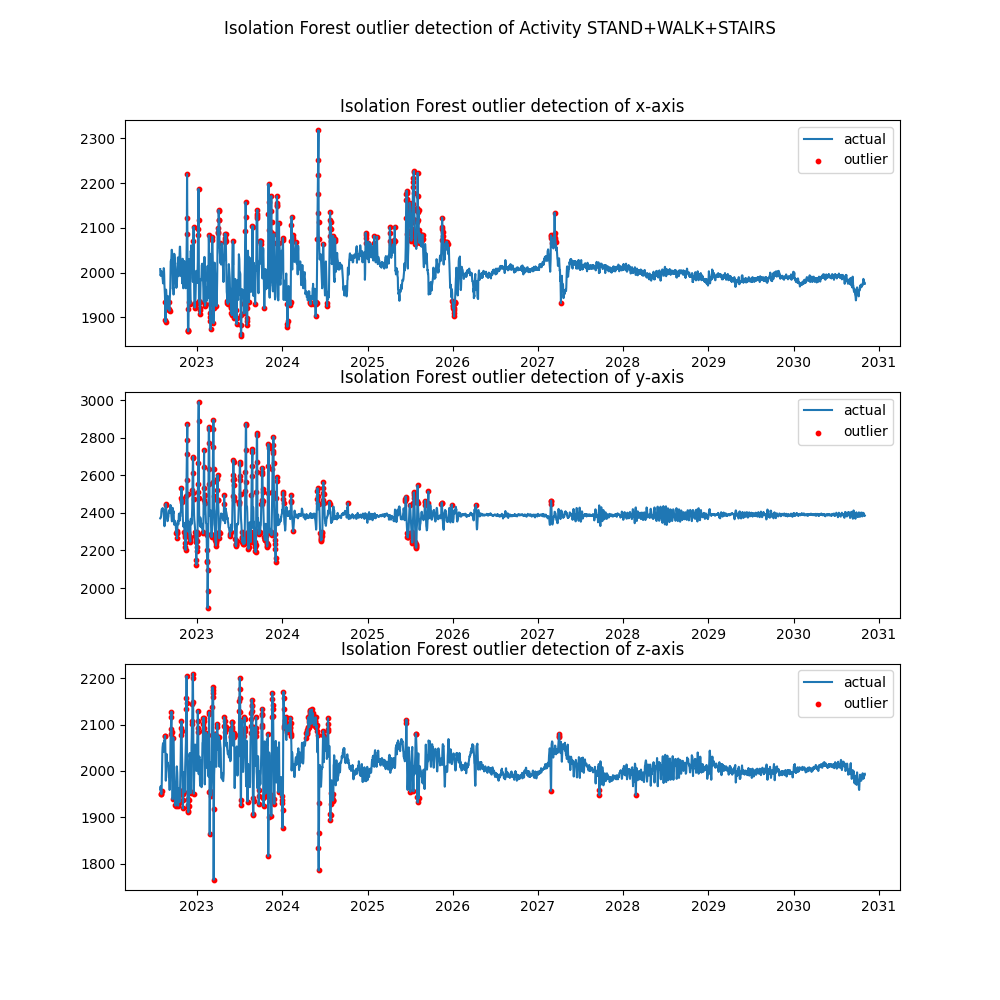 Isolation Forest outlier detection of Activity STAND+WALK+STAIRS
Isolation Forest outlier detection of x-axis
actual
outlier
2300
2200
2100
2000
1900
2023 2024 2025 2026 2027 2028 2029 2030 2031
Isolation Forest outlier detection of y-axis
actual
outlier
3000
2800
2600
2400
2200
2000
2023 2024 2025 2026 2027 2028 2029 2030 2031
Isolation Forest outlier detection of z-axis
actual
outlier
2200
2100
2000
1900
1800
2023 2024 2025 2026 2027 2028 2029 2030 2031